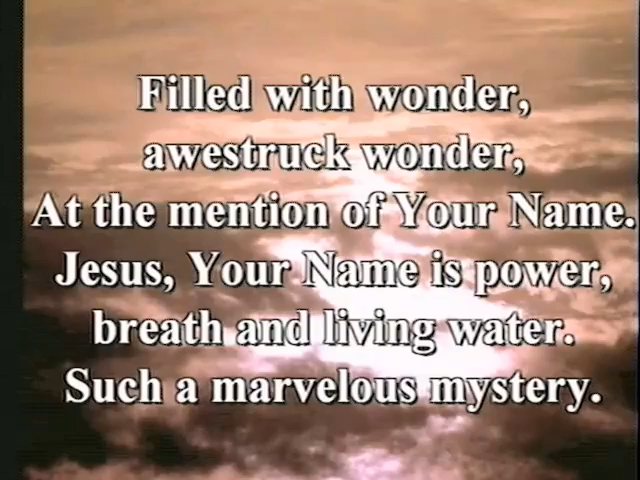 Filled with wonder,
awestruck wonder,
At the mention of Your Name.
Jesus, Your Name is power,
breath and living water.
Such a marvelous mystery.